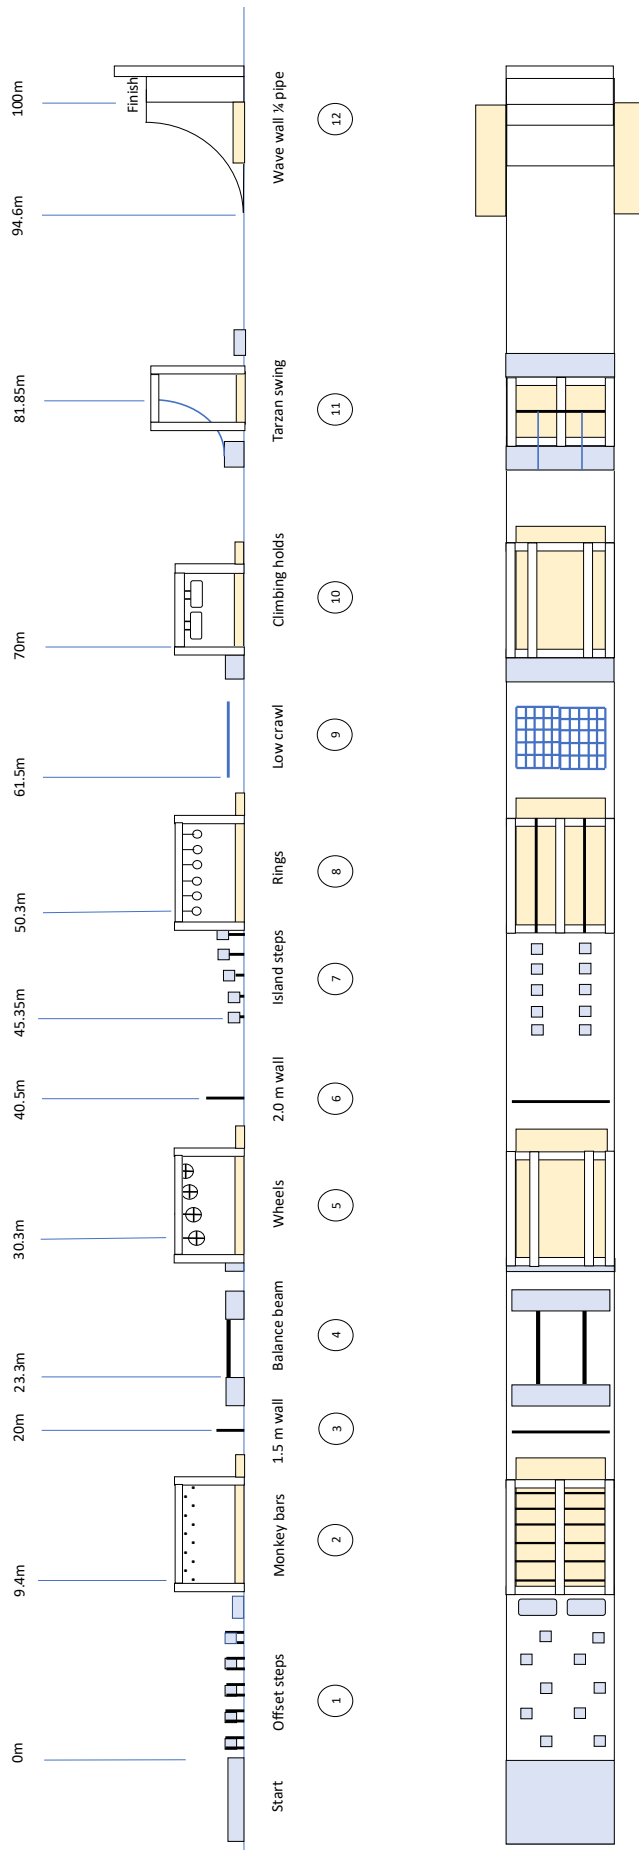 0m
9.4m
20m
23.3m
30.3m
40.5m
45.35m
50.3m
61.5m
70m
81.85m
94.6m
100m
Finish
Start
Offset steps
Monkey bars
1.5 m wall
Balance beam
Wheels
2.0 m wall
Island steps
Rings
Low crawl
Climbing holds
Tarzan swing
Wave wall ¼ pipe
1
2
3
4
5
6
7
8
9
10
11
12